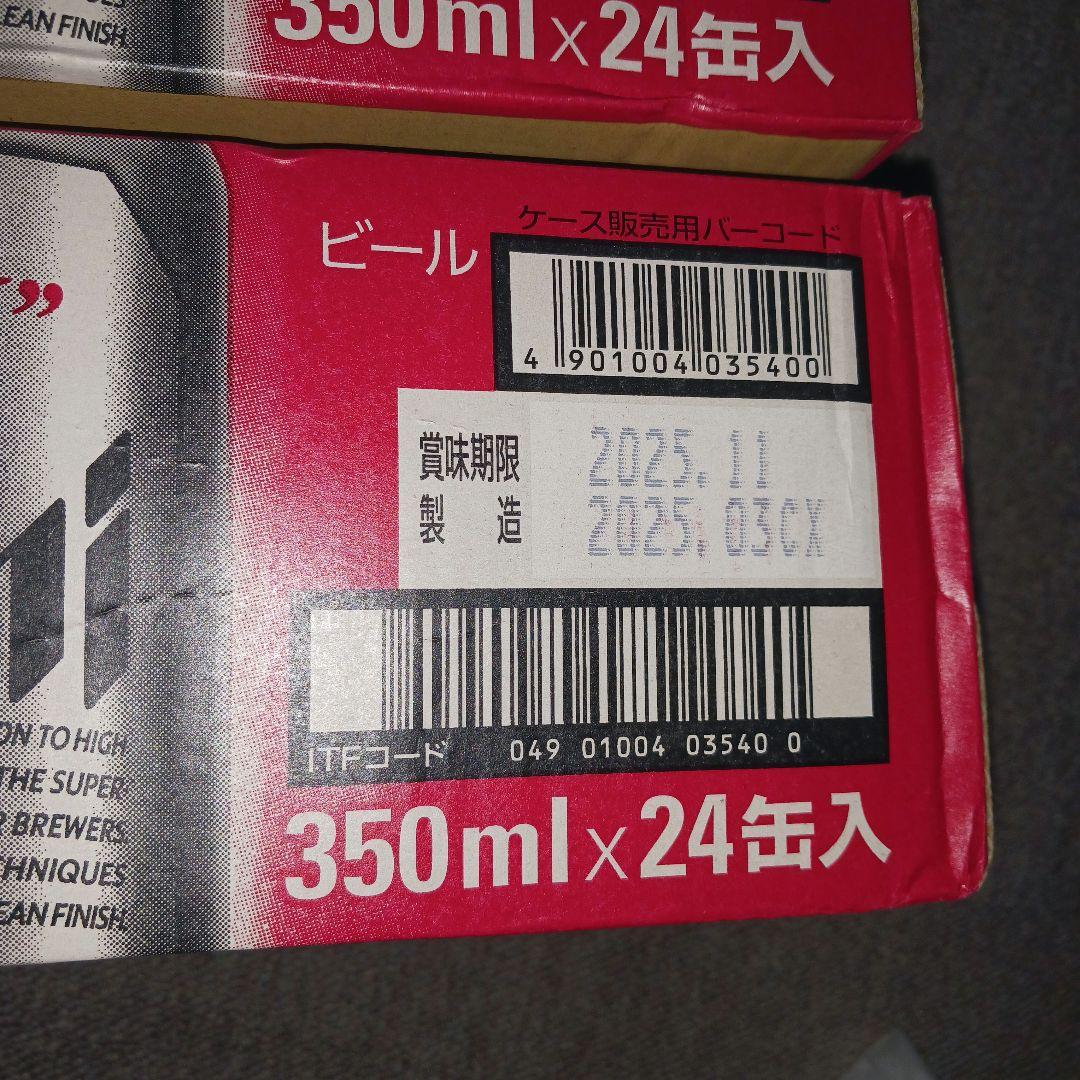 EAN FINISH.
350ml×24缶入
ビール
ケース販売用バーコード
4 901004 035400
”
賞味期限 2025.11
製造 2025.03CX
ITFコード 049 01004 03540 0
350ml×24缶入
ON TO HIGH
THE SUPER
R BREWERS
CHNIQUES
EAN FINISH.